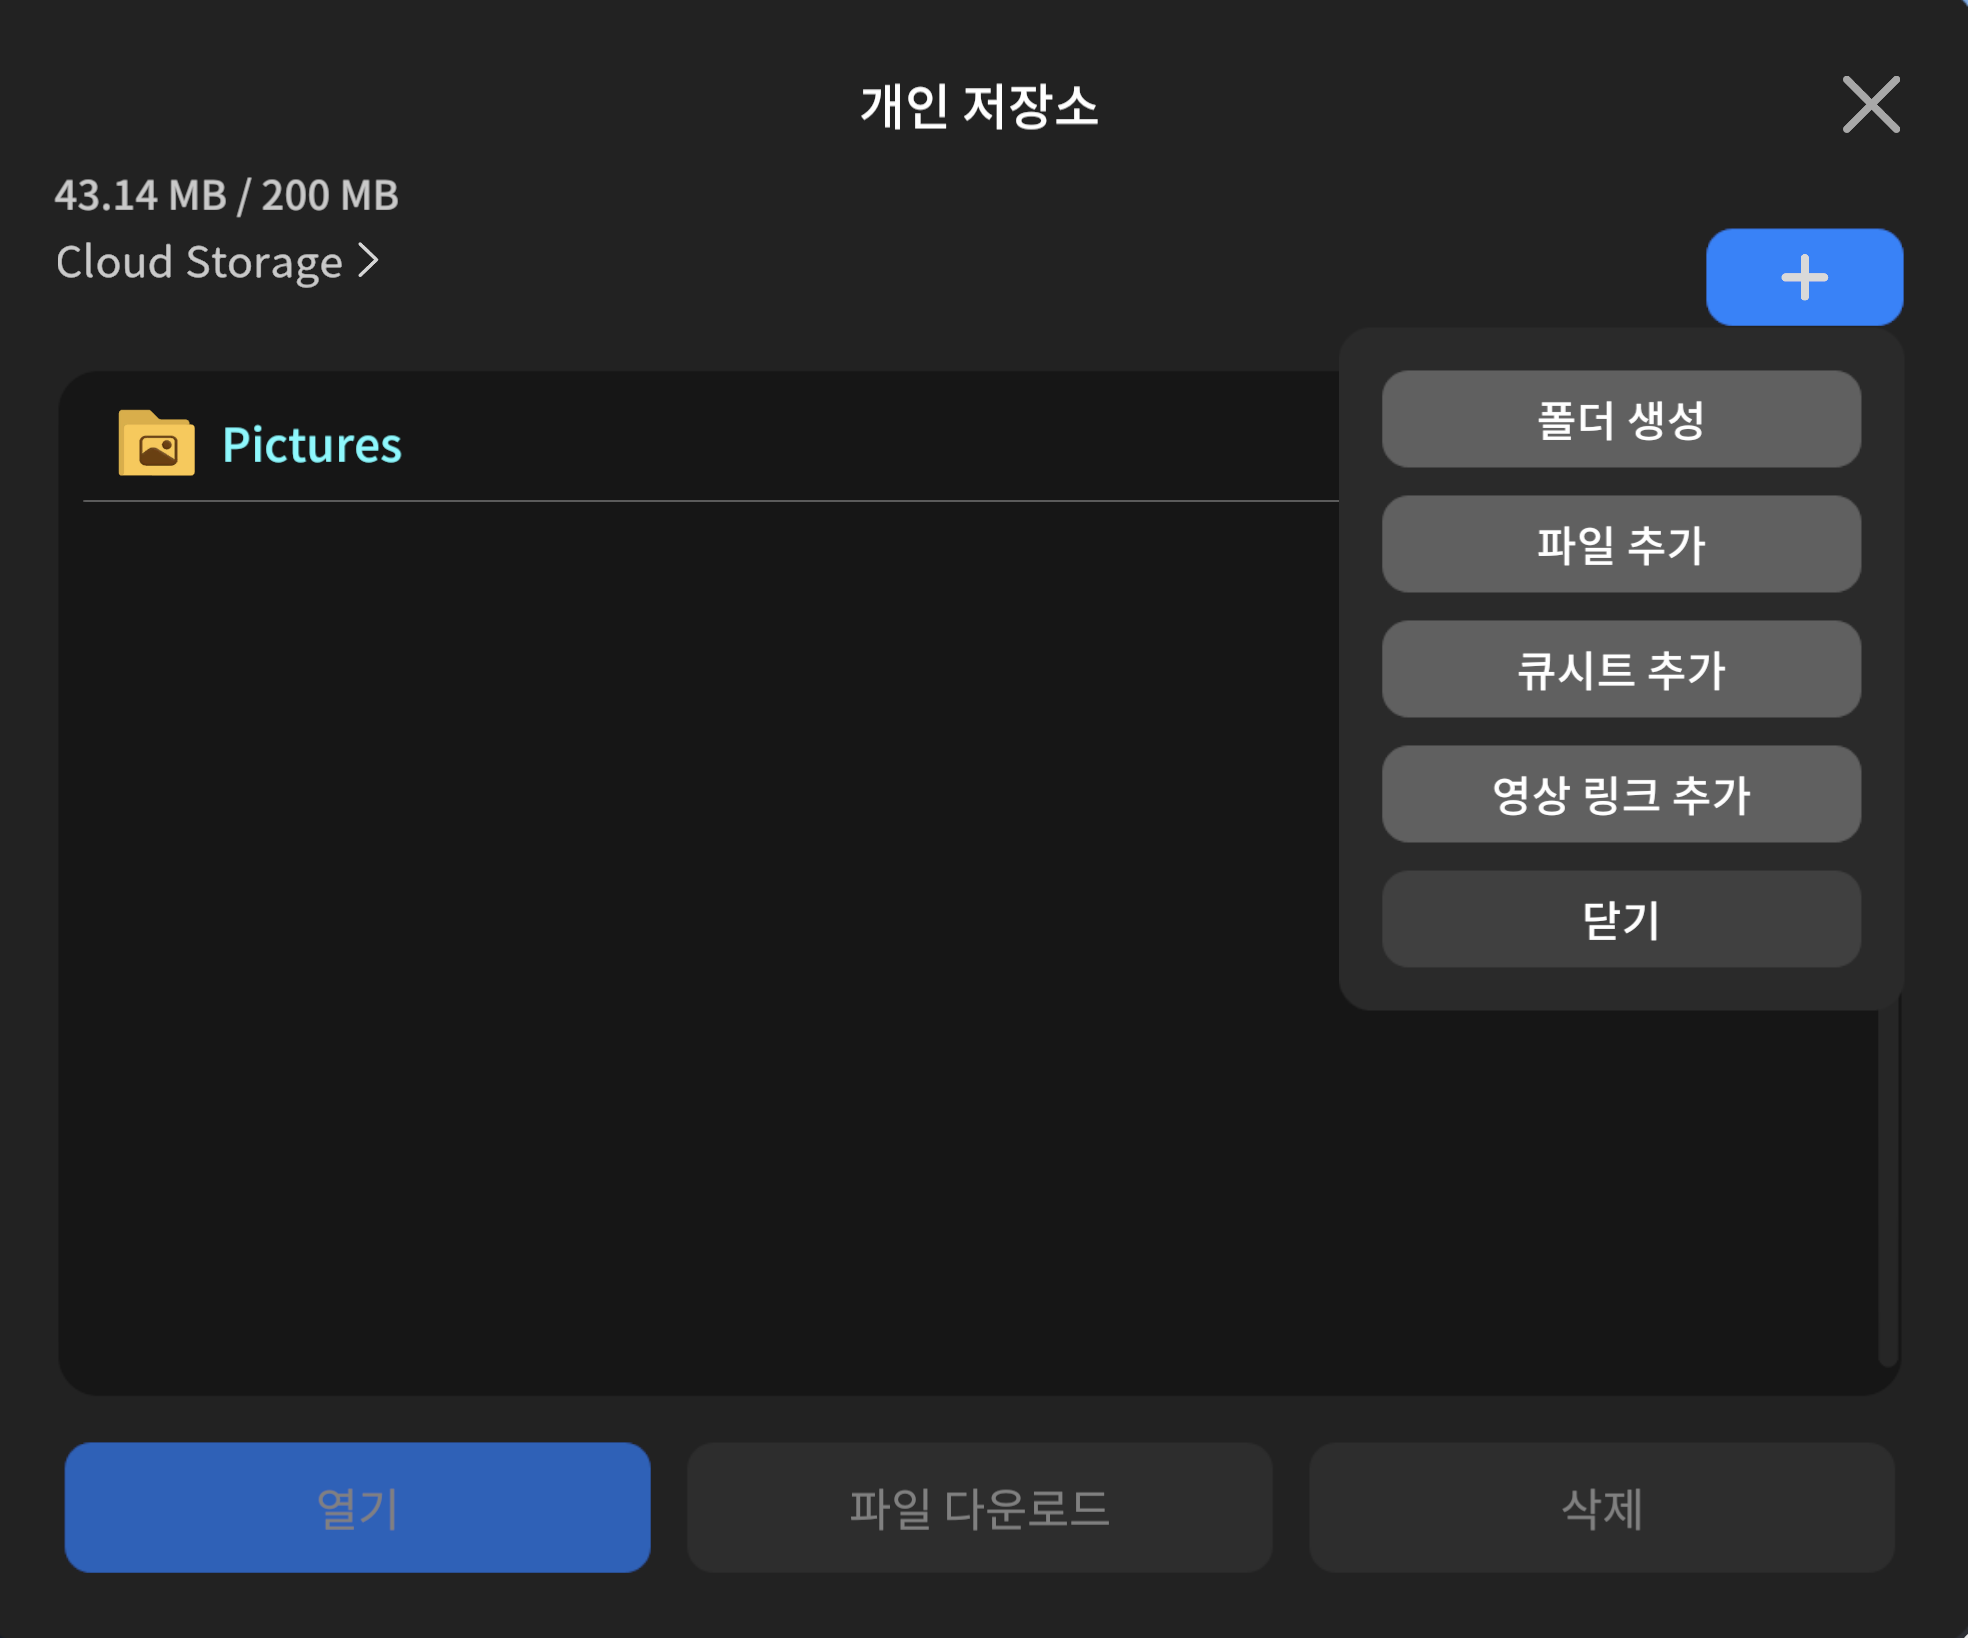 개인 저장소
43.14 MB / 200 MB
Cloud Storage >
Pictures
폴더 생성
파일 추가
큐시트 추가
영상 링크 추가
닫기
열기
파일 다운로드
삭제